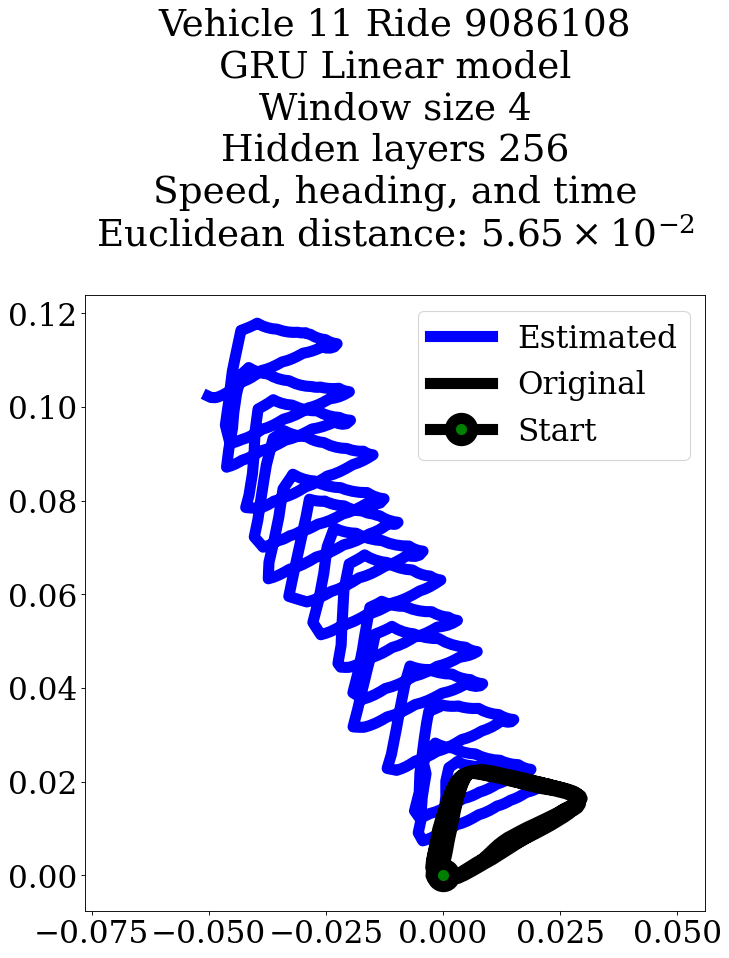 Vehicle 11 Ride 9086108
GRU Linear model
Window size 4
Hidden layers 256
Speed, heading, and time
Euclidean distance: 5.65 × 10⁻²
Estimated
Original
Start
0.12
0.10
0.08
0.06
0.04
0.02
0.00
−0.075 −0.050 −0.025 0.000 0.025 0.050